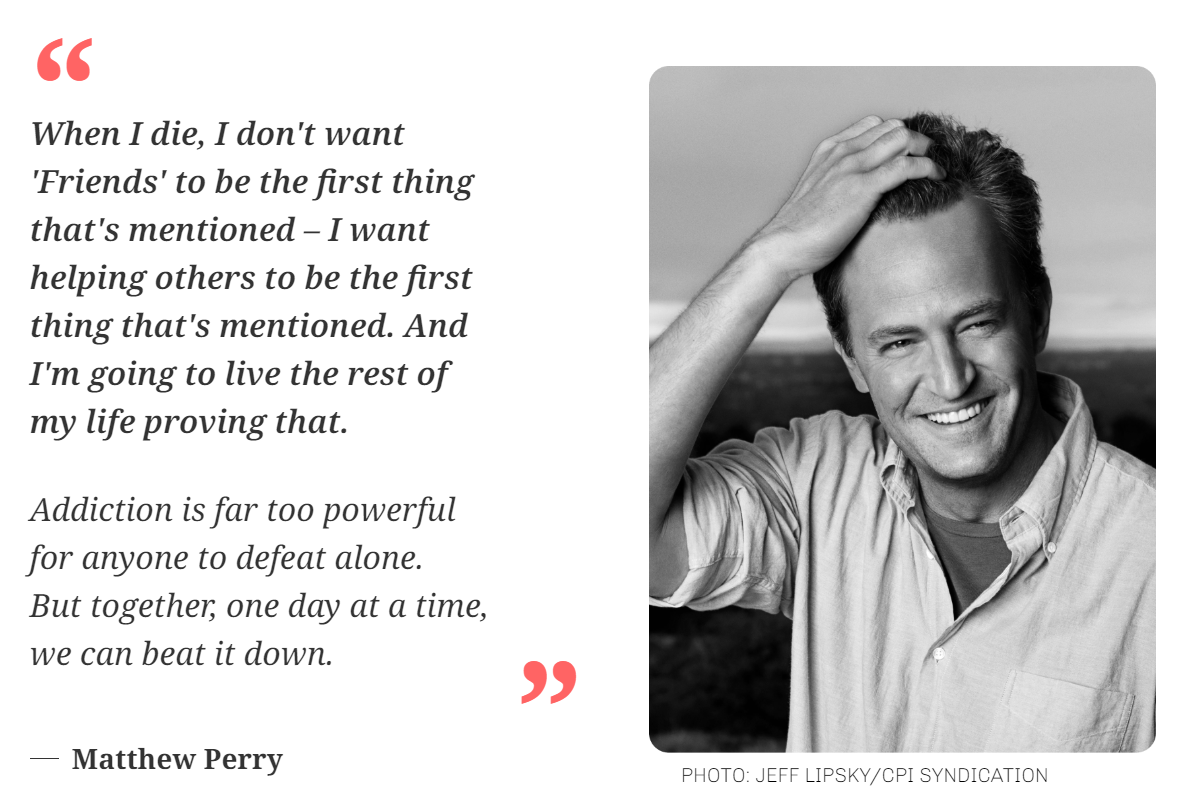 “
When I die, I don't want
'Friends' to be the first thing
that's mentioned – I want
helping others to be the first
thing that's mentioned. And
I'm going to live the rest of
my life proving that.
Addiction is far too powerful
for anyone to defeat alone.
But together, one day at a time,
we can beat it down.
”
— Matthew Perry
PHOTO: JEFF LIPSKY/CPI SYNDICATION